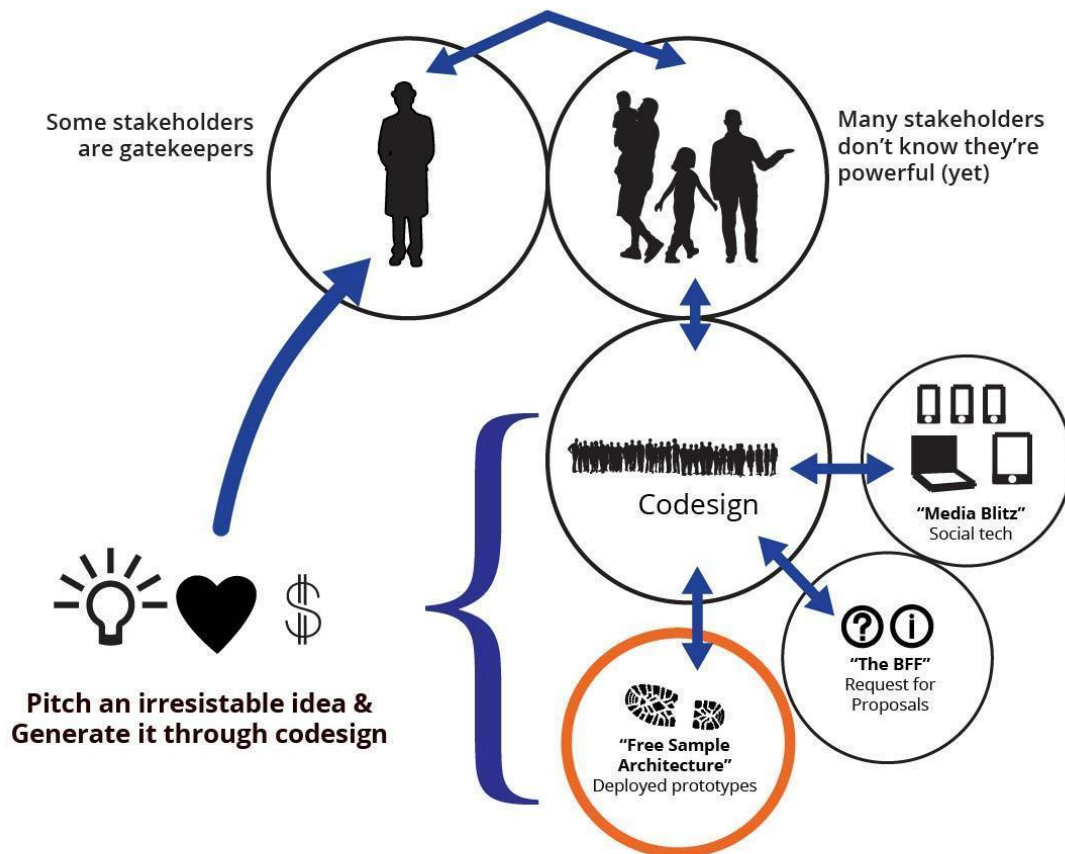 Some stakeholders
are gatekeepers
Many stakeholders
don’t know they’re
powerful (yet)
Codesign
“Media Blitz”
Social tech
$
Pitch an irresistable idea &
Generate it through codesign
? i
“The BFF”
Request for
Proposals
“Free Sample
Architecture”
Deployed prototypes